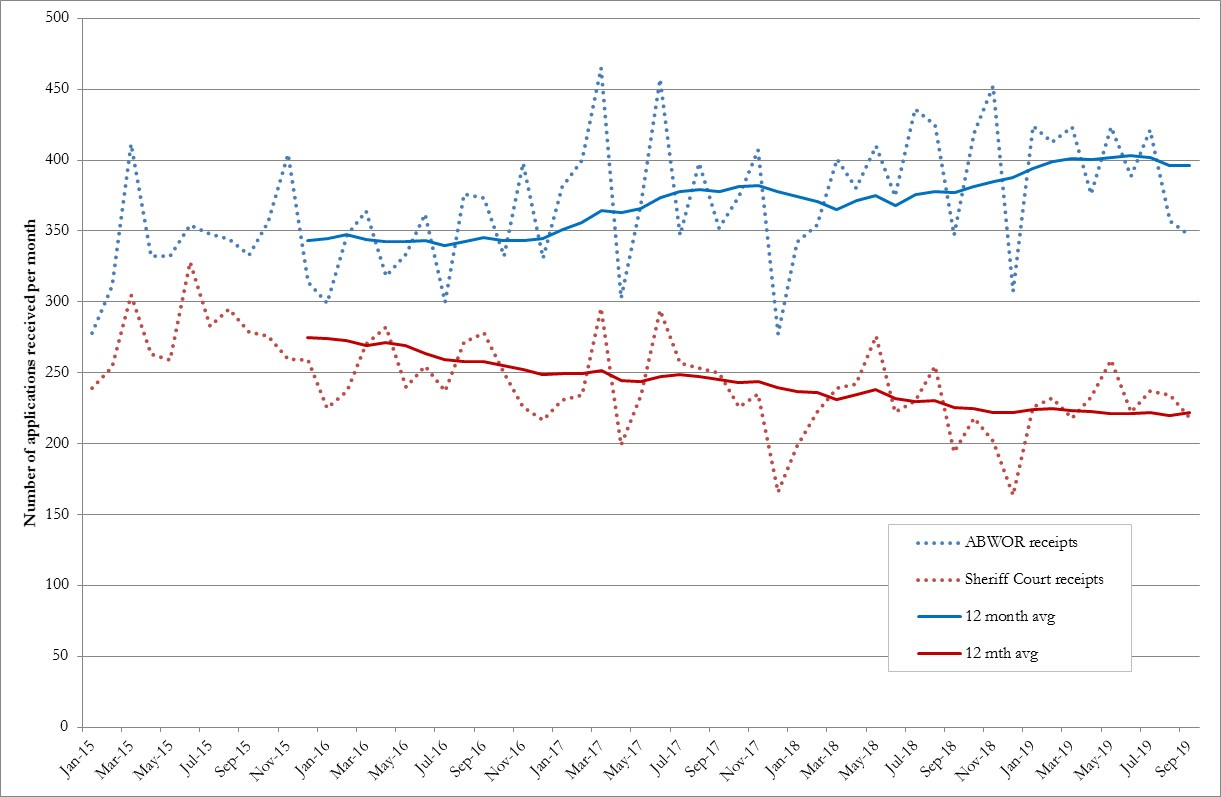 500
450
400
350
300
250
200
150
100
50
0
Number of applications received per month
ABWOR receipts
Sheriff Court receipts
12 month avg
12 mth avg
Jan-15
Mar-15
May-15
Jul-15
Sep-15
Nov-15
Jan-16
Mar-16
May-16
Jul-16
Sep-16
Nov-16
Jan-17
Mar-17
May-17
Jul-17
Sep-17
Nov-17
Jan-18
Mar-18
May-18
Jul-18
Sep-18
Nov-18
Jan-19
Mar-19
May-19
Jul-19
Sep-19